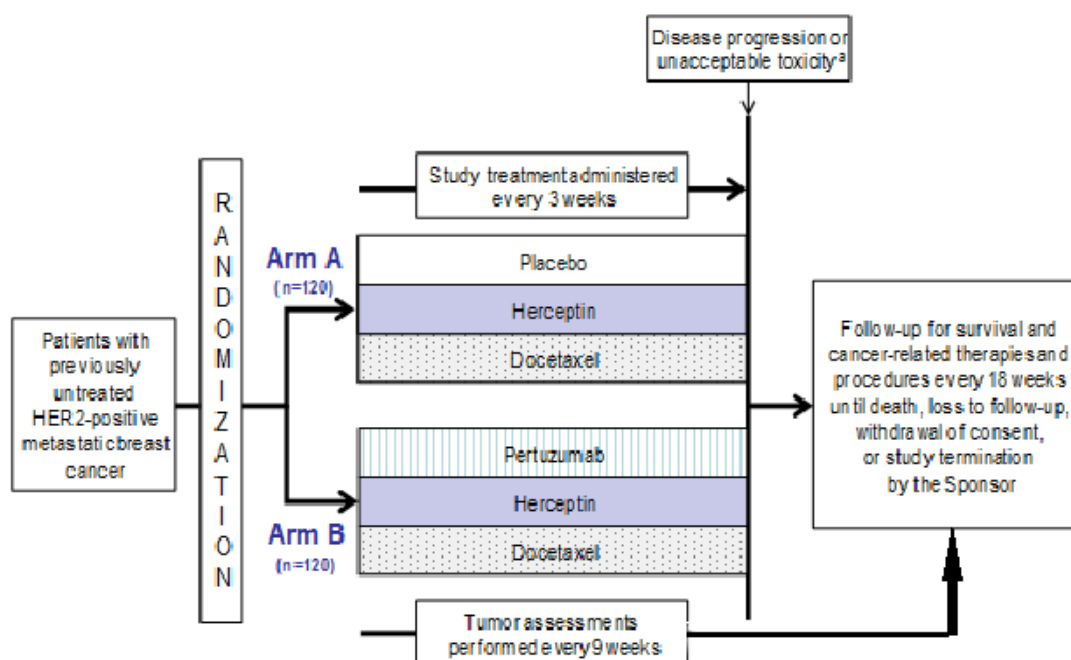 Disease progression or
unacceptable toxicity a
Study treatment administered
every 3 weeks
RANDOMIZATION
Arm A
(n=120)
Placebo
Herceptin
Docetaxel
Patients with
previously
untreated
HER2-positive
metastatic breast
cancer
Pertuzumab
Herceptin
Docetaxel
Arm B
(n=120)
Follow-up for survival and
cancer-related therapies and
procedures every 18 weeks
until death, loss to follow-up,
withdrawal of consent,
or study termination
by the Sponsor
Tumor assessments
performed every 9 weeks